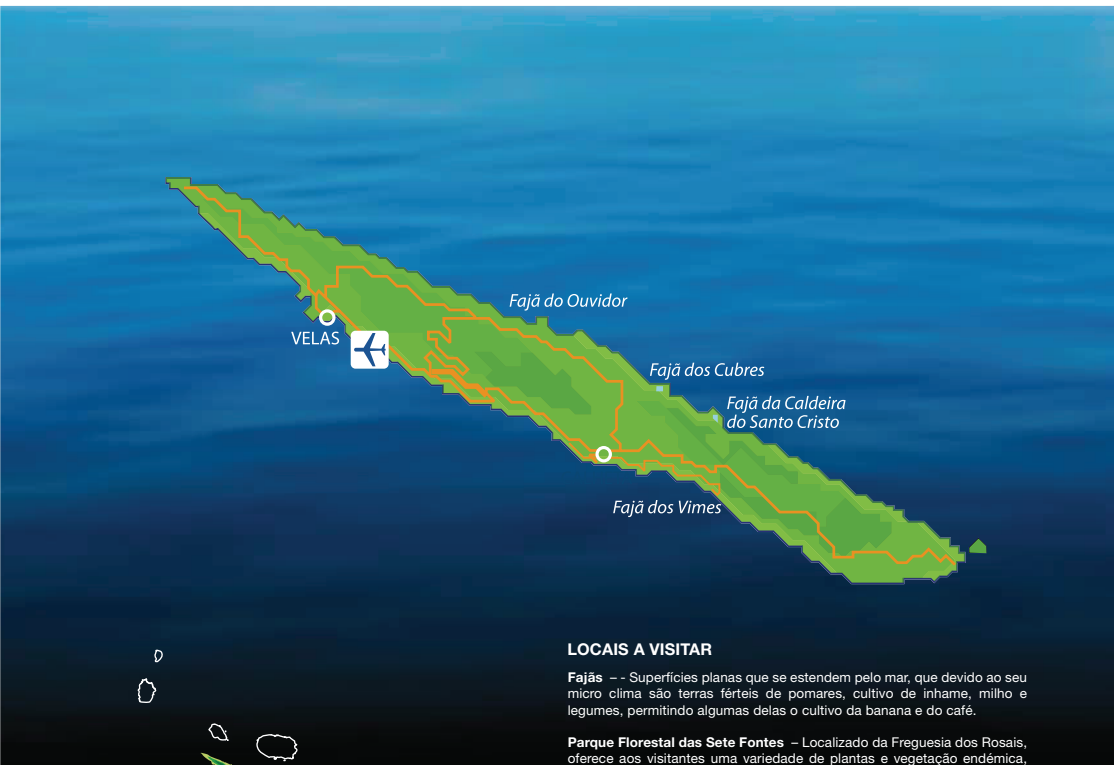 Fajã do Ouvidor
VELAS
Fajã dos Cubres
Fajã da Caldeira
do Santo Cristo
Fajã dos Vimes
LOCAIS A VISITAR
Fajãs – - Superfícies planas que se estendem pelo mar, que devido ao seu
micro clima são terras férteis de pomares, cultivo de inhame, milho e
legumes, permitindo algumas delas o cultivo da banana e do café.
Parque Florestal das Sete Fontes – Localizado da Freguesia dos Rosais,
oferece aos visitantes uma variedade de plantas e vegetação endémica,